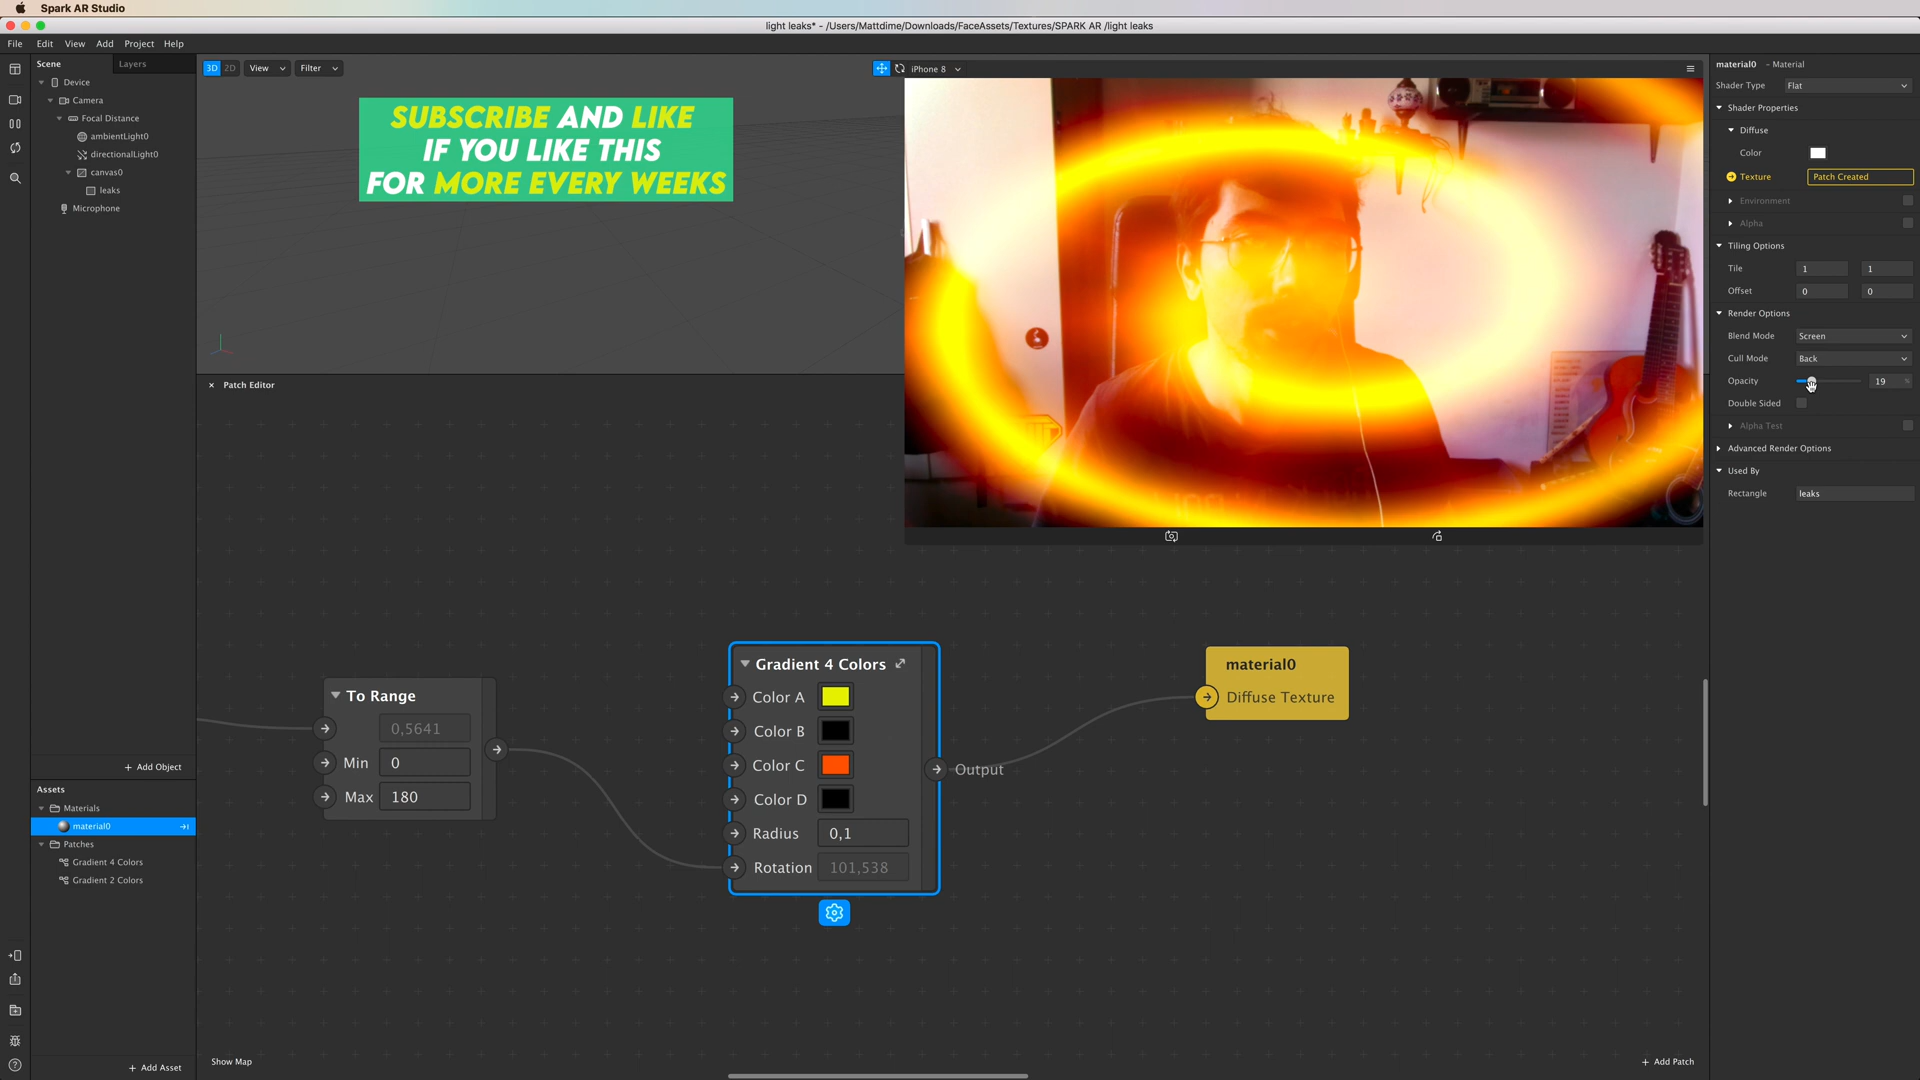 Spark AR Studio
light leaks* - /Users/Mattdime/Downloads/FaceAssets/Textures/SPARK AR /light leaks
File Edit View Add Project Help
Scene Layers
Device
Camera
Focal Distance
ambientLight0
directionalLight0
canvas0
leaks
Microphone
+ Add Object
Assets
Materials
material0
Patches
Gradient 4 Colors
Gradient 2 Colors
+ Add Asset
3D 2D View Filter
SUBSCRIBE AND LIKE
IF YOU LIKE THIS
FOR MORE EVERY WEEKS
iPhone 8
× Patch Editor
To Range
0,5641
Min 0
Max 180
Gradient 4 Colors
Color A
Color B
Color C
Color D
Radius 0,1
Rotation 101,538
Output
material0
Diffuse Texture
Show Map
+ Add Patch
material0 - Material
Shader Type Flat
Shader Properties
Diffuse
Color
Texture Patch Created
Environment
Alpha
Tiling Options
Tile 1 1
Offset 0 0
Render Options
Blend Mode Screen
Cull Mode Back
Opacity 19 %
Double Sided
Alpha Test
Advanced Render Options
Used By
Rectangle leaks